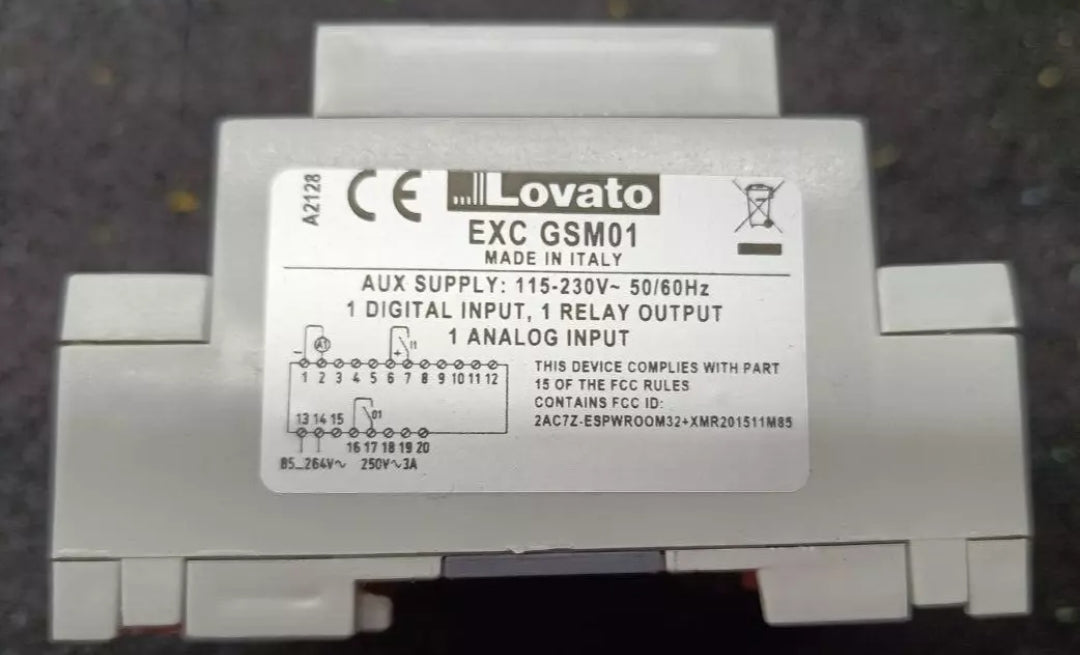 A2128
CE
Lovato
EXC GSM01
MADE IN ITALY
AUX SUPPLY: 115-230V~ 50/60Hz
1 DIGITAL INPUT, 1 RELAY OUTPUT
1 ANALOG INPUT
- A1 + I1
1 2 3 4 5 6 7 8 9 10 11 12
THIS DEVICE COMPLIES WITH PART
15 OF THE FCC RULES
CONTAINS FCC ID:
2AC7Z-ESPWROOM32+XMR201511M85
O1
13 14 15
16 17 18 19 20
85...264V~ 250V~3A